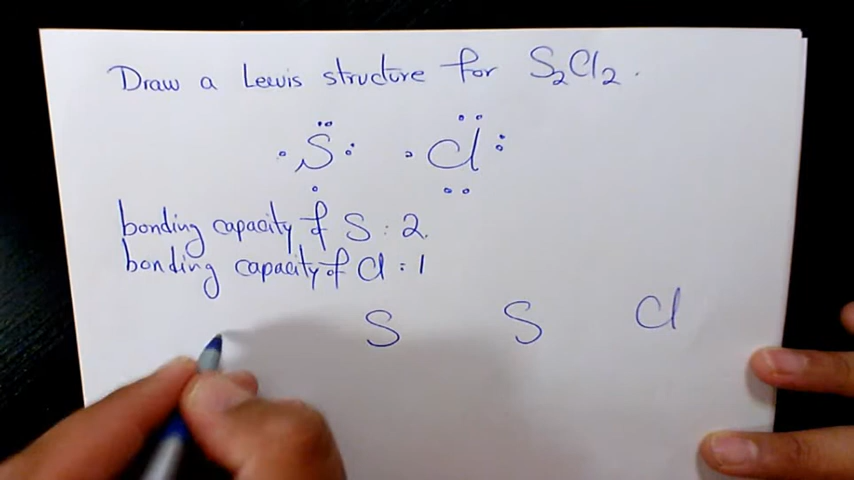 Draw a Lewis structure for S₂Cl₂.
S Cl
bonding capacity of S : 2.
bonding capacity of Cl : 1
S S Cl